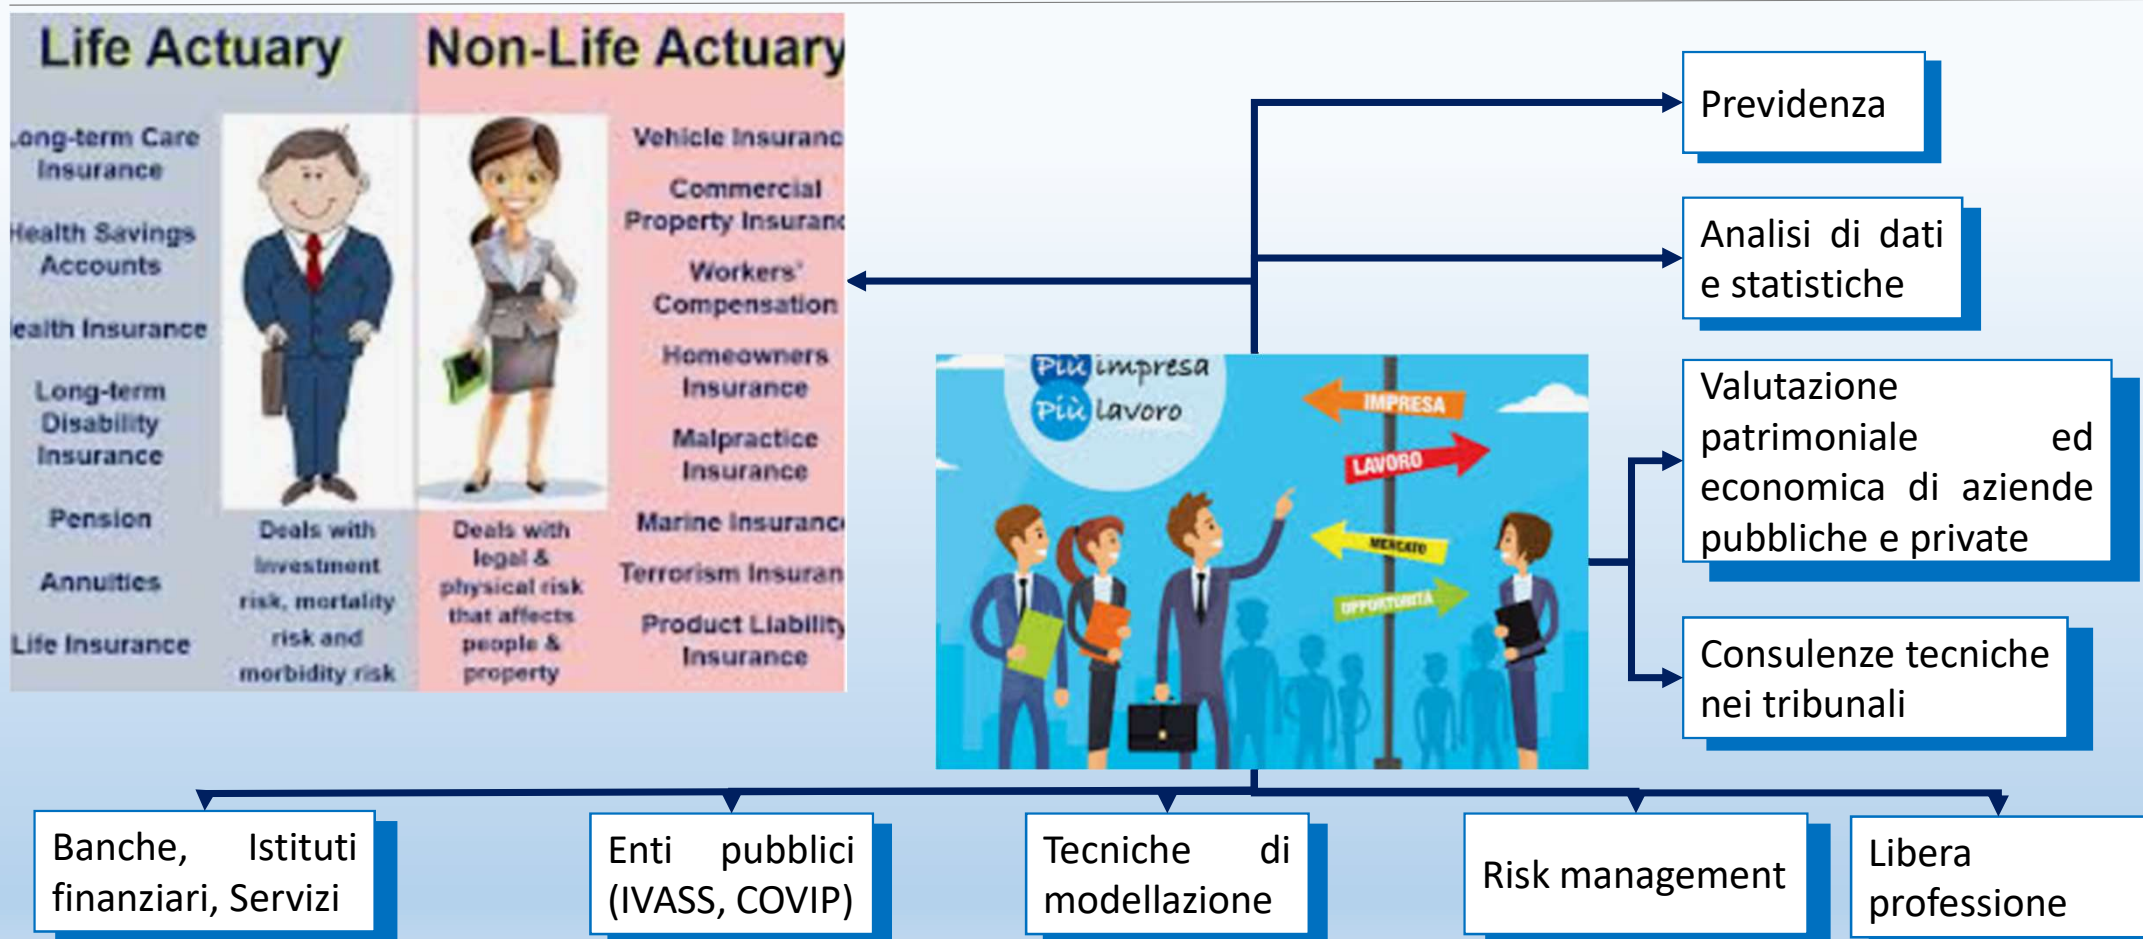 Life Actuary
Non-Life Actuary
Long-term Care
Insurance
Health Savings
Accounts
Health Insurance
Long-term
Disability
Insurance
Pension
Annuities
Life Insurance
Deals with
Investment
risk, mortality
risk and
morbidity risk
Deals with
legal &
physical risk
that affects
people &
property
Vehicle Insuranc
Commercial
Property Insuranc
Workers'
Compensation
Homeowners
Insurance
Malpractice
Insurance
Marine Insuranc
Terrorism Insuran
Product Liability
Insurance
Più impresa
Più lavoro
IMPRESA
LAVORO
MERCATO
OPPORTUNITÀ
Previdenza
Analisi di dati
e statistiche
Valutazione
patrimoniale ed
economica di aziende
pubbliche e private
Consulenze tecniche
nei tribunali
Banche, Istituti
finanziari, Servizi
Enti pubblici
(IVASS, COVIP)
Tecniche di
modellazione
Risk management
Libera
professione